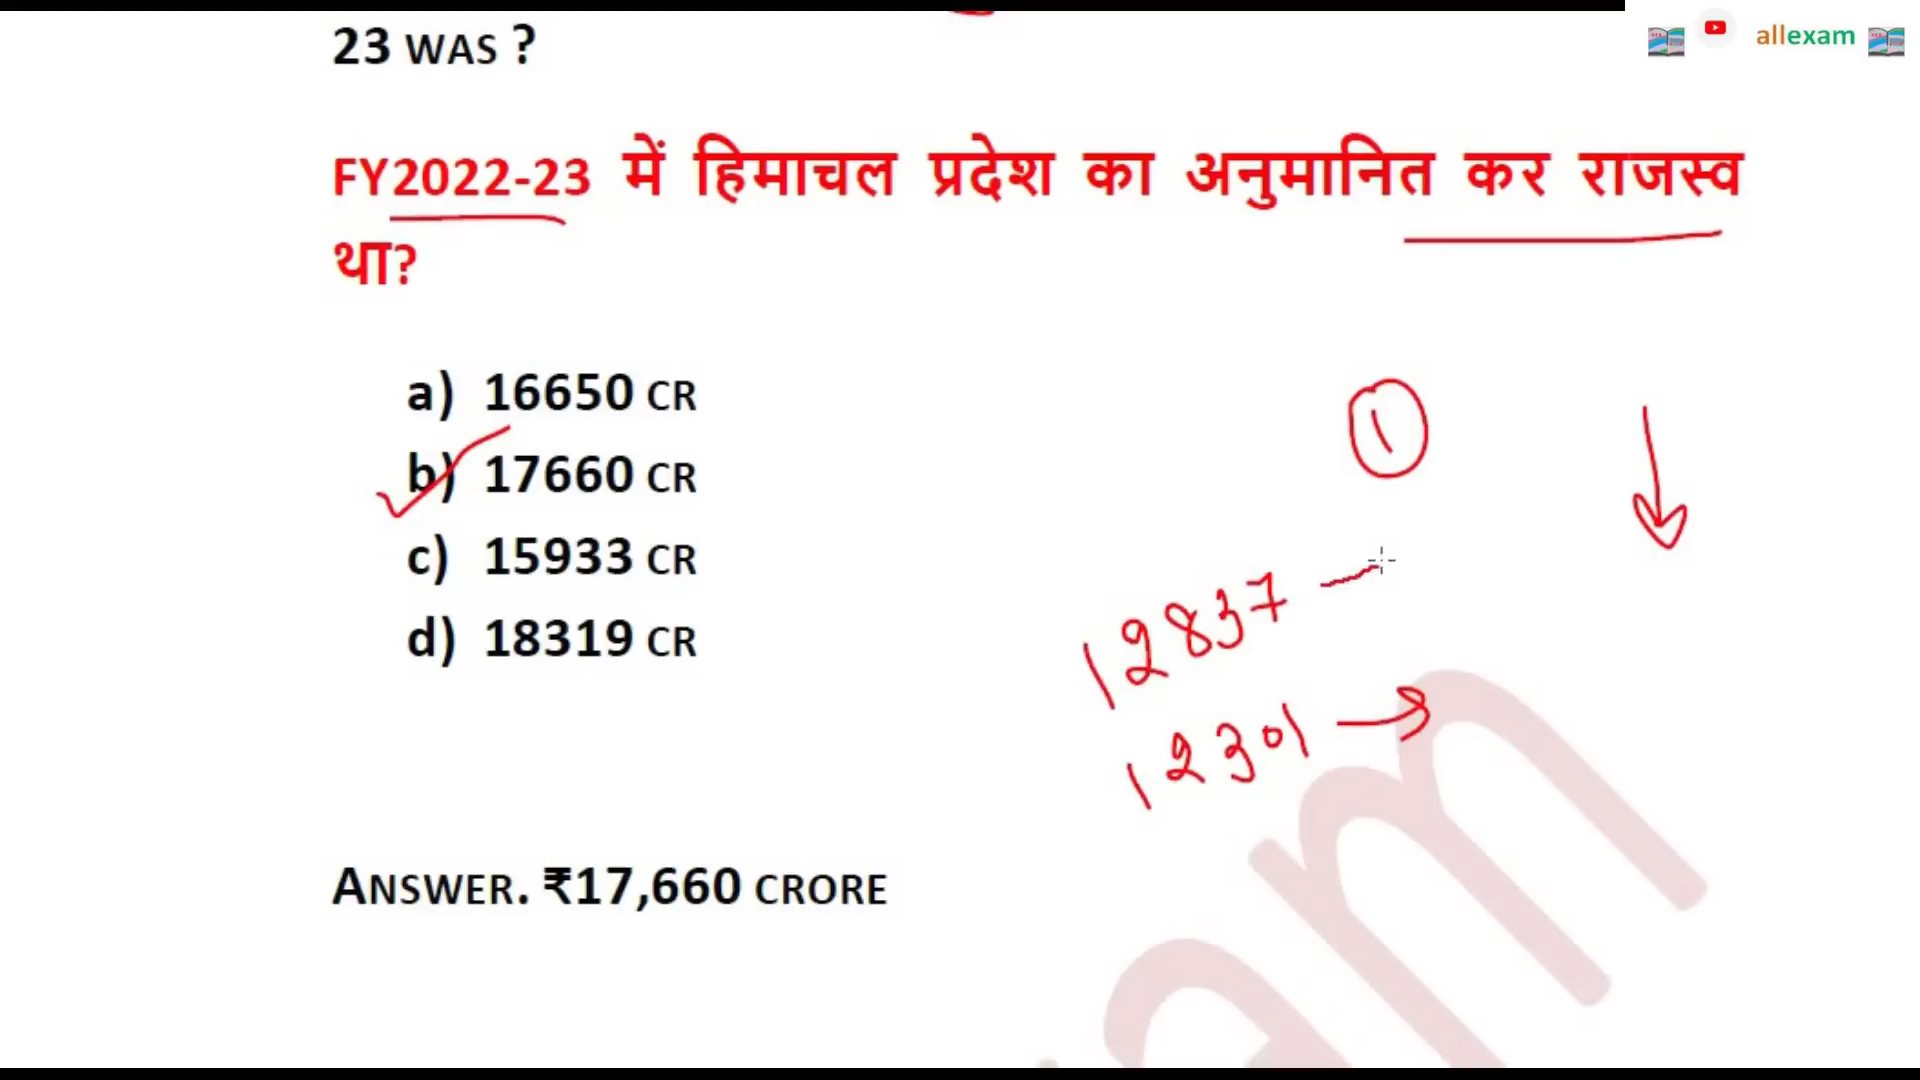 23 WAS ?
allexam
FY2022-23 में हिमाचल प्रदेश का अनुमानित कर राजस्व
था?
a) 16650 CR
b) 17660 CR
c) 15933 CR
d) 18319 CR
1
12837
12301
ANSWER. ₹17,660 CRORE
am